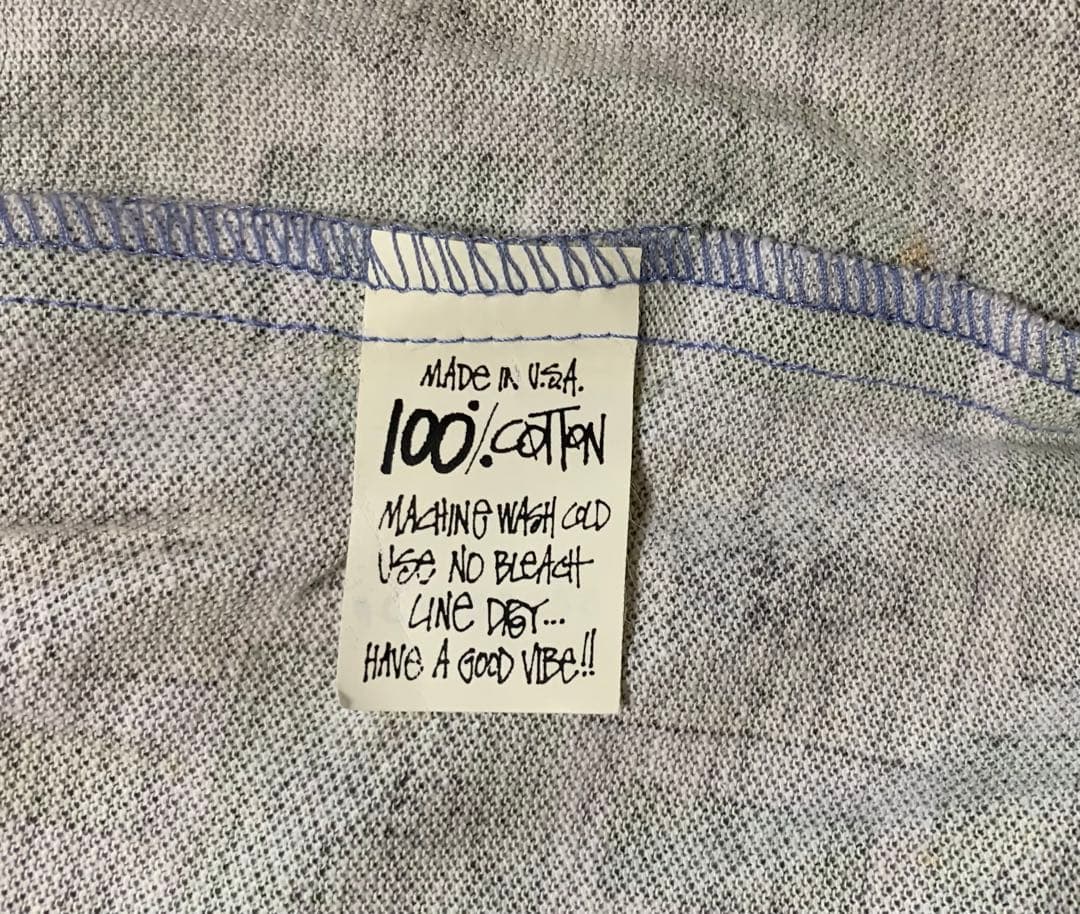 MADE IN U.S.A.
100% COTTON
MACHINE WASH COLD
USE NO BLEACH
LINE DRY...
HAVE A GOOD VIBE!!